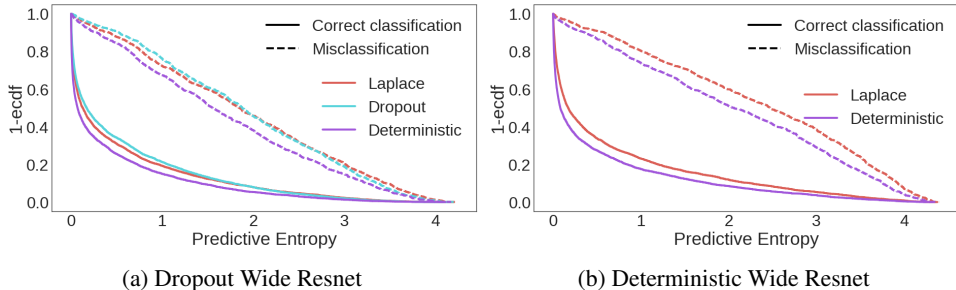 1.0
0.8
0.6
0.4
0.2
0.0
1-ecdf
Correct classification
Misclassification
Laplace
Dropout
Deterministic
0 1 2 3 4
Predictive Entropy
(a) Dropout Wide Resnet
1.0
0.8
0.6
0.4
0.2
0.0
1-ecdf
Correct classification
Misclassification
Laplace
Deterministic
0 1 2 3 4
Predictive Entropy
(b) Deterministic Wide Resnet